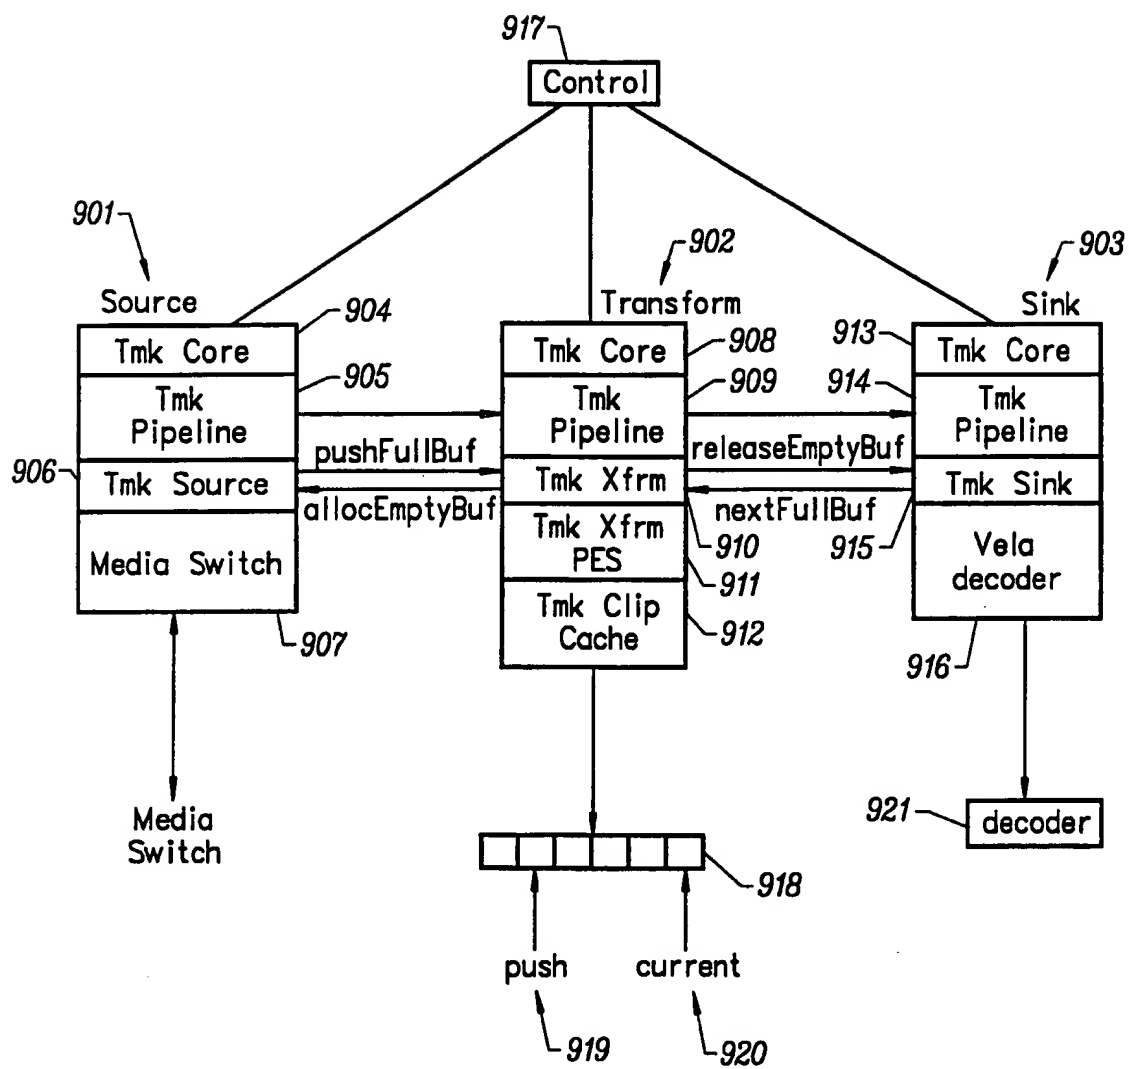 917
Control
901
902
903
Source
Transform
Sink
904
908
913
Tmk Core
Tmk Core
Tmk Core
905
909
914
Tmk
Pipeline
Tmk
Pipeline
Tmk
Pipeline
906
pushFullBuf
releaseEmptyBuf
Tmk Source
Tmk Xfrm
Tmk Sink
allocEmptyBuf
nextFullBuf
910
915
Media Switch
Tmk Xfrm
PES
Vela
decoder
911
Tmk Clip
Cache
912
907
916
Media
Switch
921
decoder
918
push
current
919
920